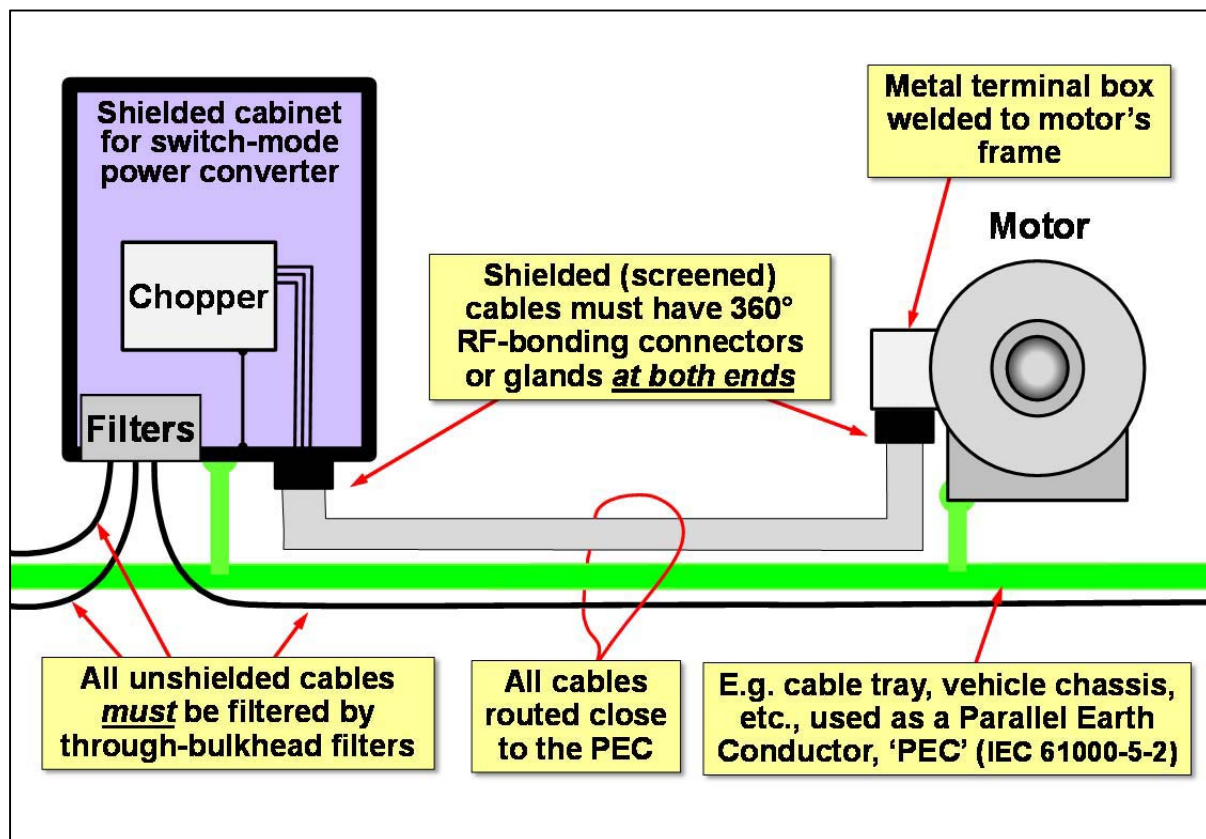 Shielded cabinet
for switch-mode
power converter
Chopper
Filters
Metal terminal box
welded to motor’s
frame
Motor
Shielded (screened)
cables must have 360°
RF-bonding connectors
or glands at both ends
All unshielded cables
must be filtered by
through-bulkhead filters
All cables
routed close
to the PEC
E.g. cable tray, vehicle chassis,
etc., used as a Parallel Earth
Conductor, ‘PEC’ (IEC 61000-5-2)